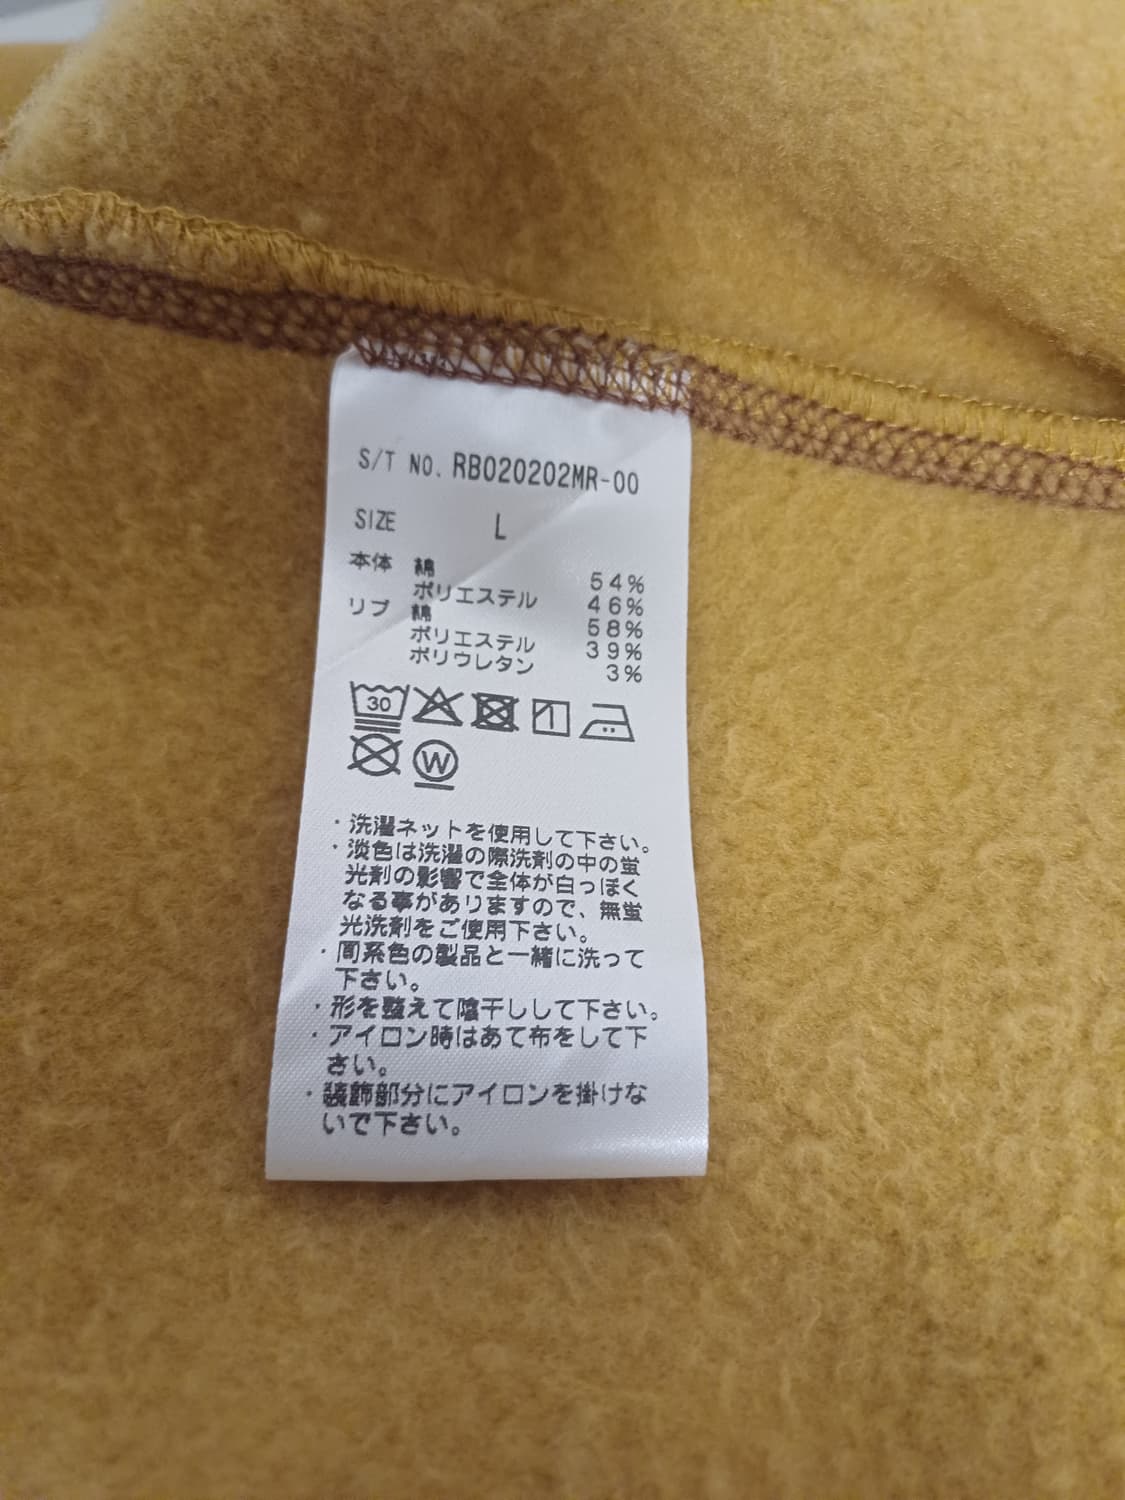 S/T NO. RB020202MR-00
SIZE L
本体 綿 54%
ポリエステル 46%
リブ 綿 58%
ポリエステル 39%
ポリウレタン 3%
30
W
・洗濯ネットを使用して下さい。
・淡色は洗濯の際洗剤の中の蛍
光剤の影響で全体が白っぽく
なる事がありますので、無蛍
光洗剤をご使用下さい。
・同系色の製品と一緒に洗って
下さい。
・形を整えて陰干しして下さい。
・アイロン時はあて布をして下
さい。
・装飾部分にアイロンを掛けな
いで下さい。